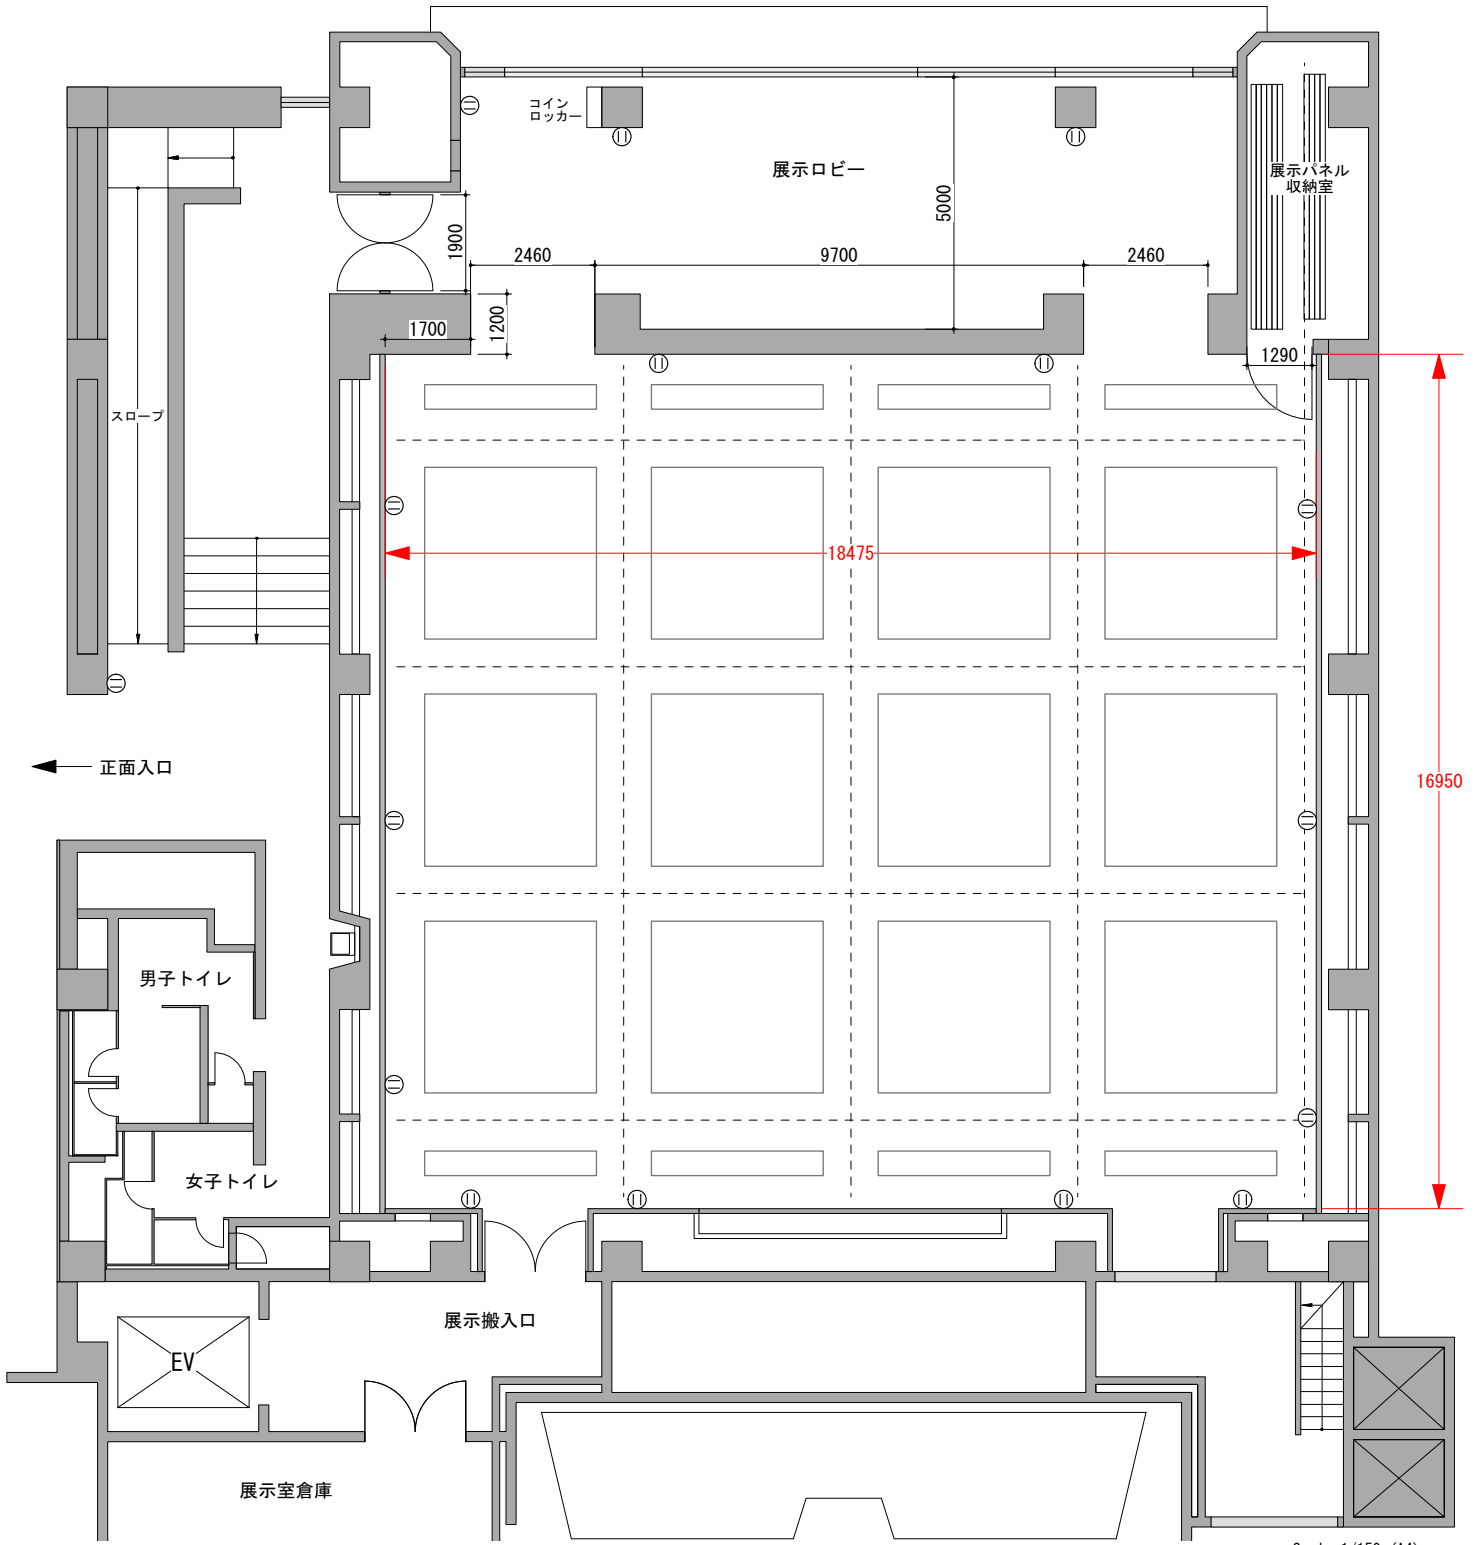 コイン
ロッカー
展示ロビー
展示パネル
収納室
5000
1900
2460
9700
2460
1200
1700
1290
スロープ
18475
正面入口
16950
男子トイレ
女子トイレ
展示搬入口
EV
展示室倉庫